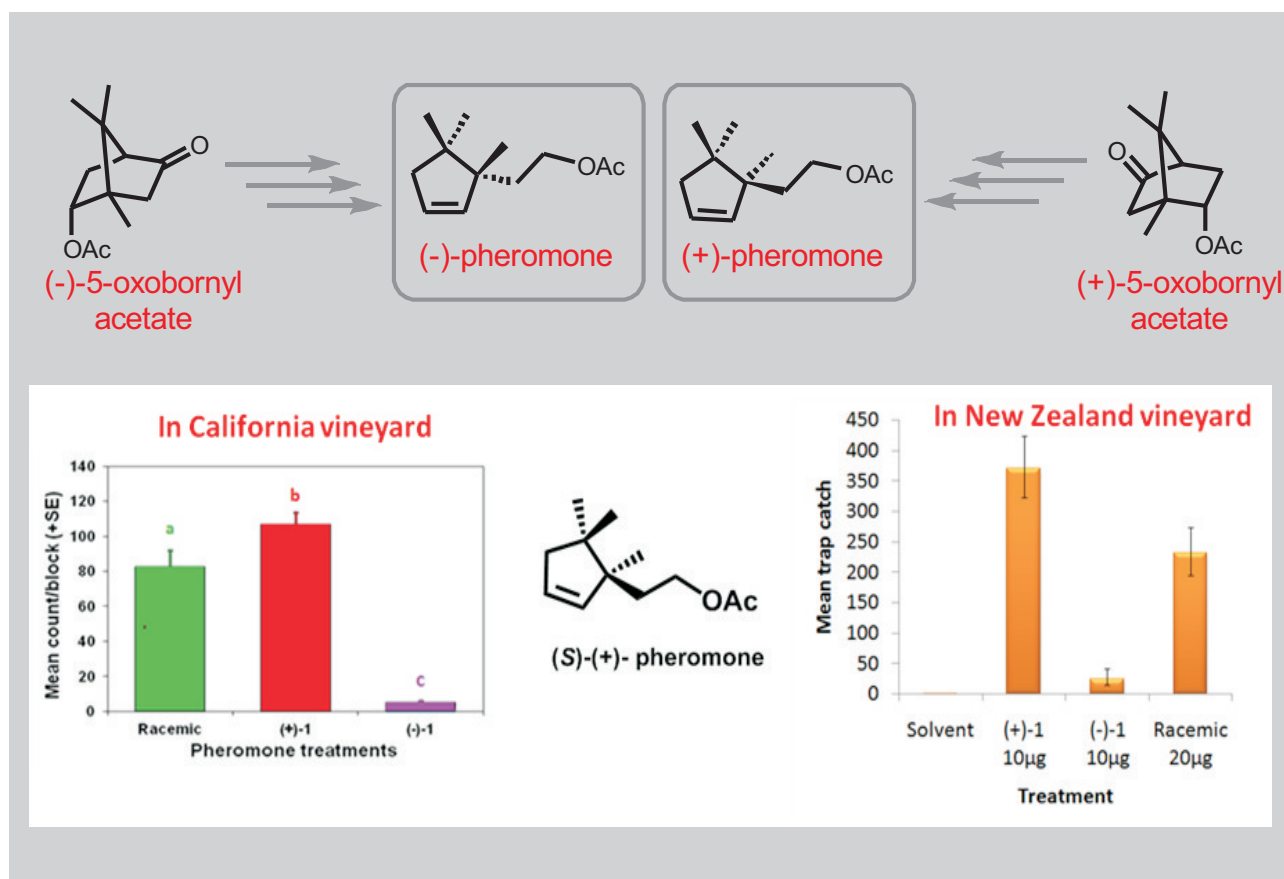 O
OAc
(-)-5-oxobornyl
acetate
OAc
(-)-pheromone
OAc
(+)-pheromone
O
OAc
(+)-5-oxobornyl
acetate
In California vineyard
Mean count/block (+SE)
140
120
100
80
60
40
20
0
a
b
c
Racemic (+)-1 (-)-1
Pheromone treatments
OAc
(S)-(+)- pheromone
In New Zealand vineyard
Mean trap catch
450
400
350
300
250
200
150
100
50
0
Solvent (+)-1 (-)-1 Racemic
10µg 10µg 20µg
Treatment